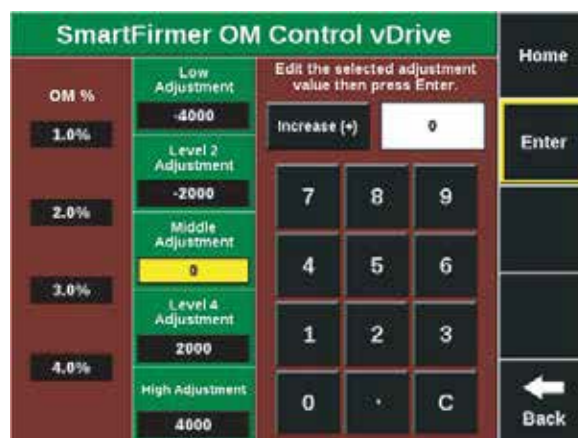 SmartFirmer OM Control vDrive
OM %
1.0%
2.0%
3.0%
4.0%
Low
Adjustment
-4000
Level 2
Adjustment
-2000
Middle
Adjustment
0
Level 4
Adjustment
2000
High Adjustment
4000
Edit the selected adjustment
value then press Enter.
Increase (+) 0
7 8 9
4 5 6
1 2 3
0 . C
Home
Enter
Back